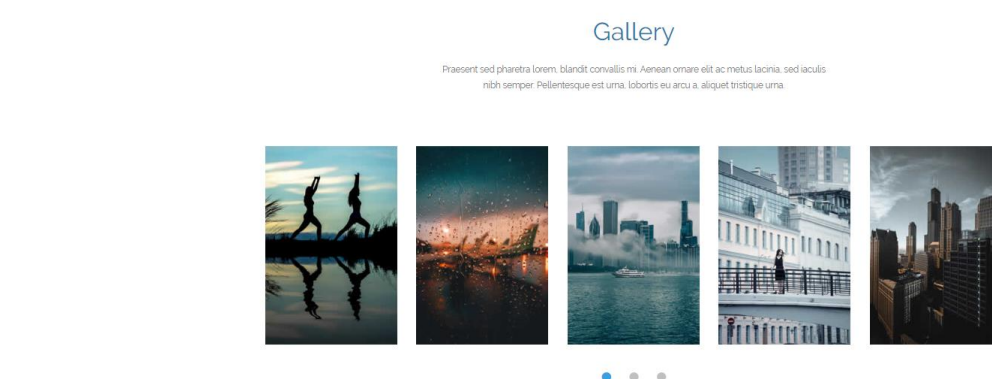 Gallery
Praesent sed pharetra lorem, blandit convallis mi. Aenean ornare elit ac metus lacinia, sed iaculis
nibh semper. Pellentesque est urna, lobortis eu arcu a, aliquet tristique urna.